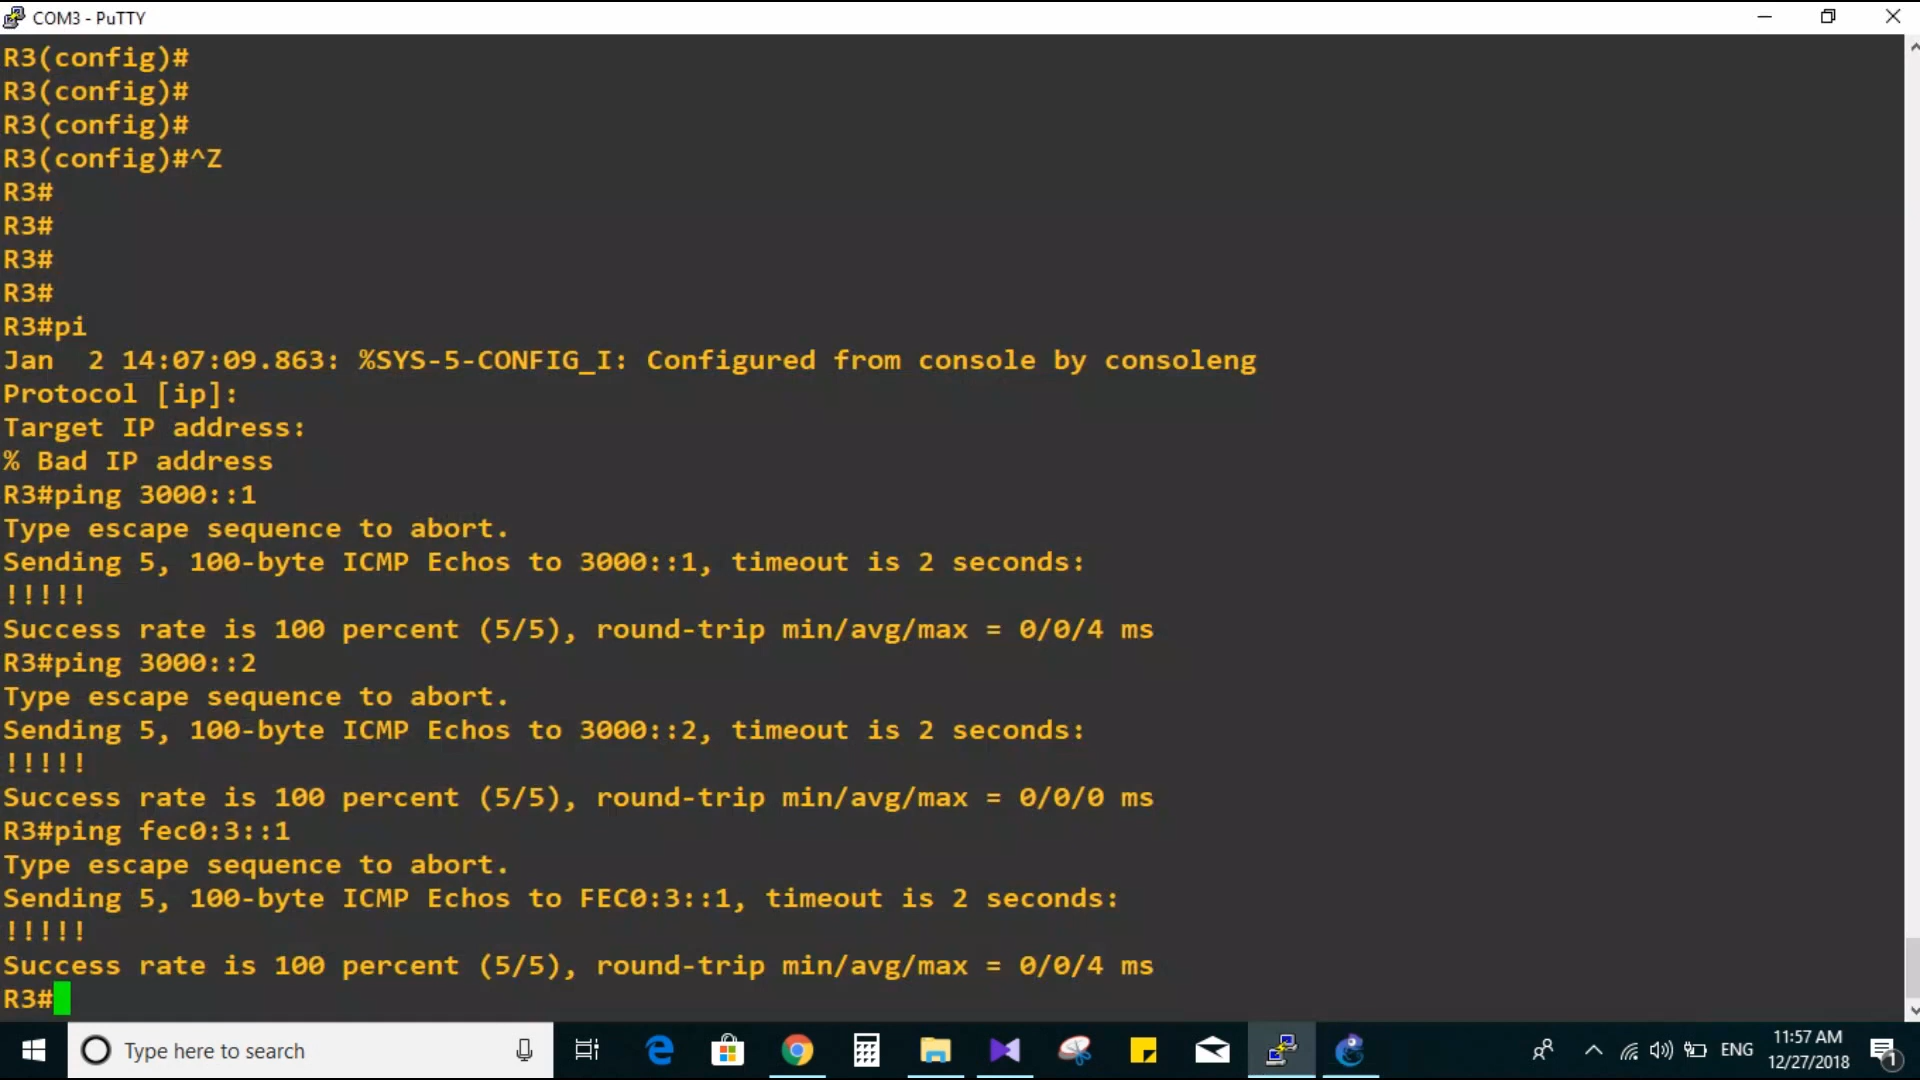 COM3 - PuTTY
R3(config)#
R3(config)#
R3(config)#
R3(config)#^Z
R3#
R3#
R3#
R3#
R3#pi
Jan  2 14:07:09.863: %SYS-5-CONFIG_I: Configured from console by consoleng
Protocol [ip]:
Target IP address:
% Bad IP address
R3#ping 3000::1
Type escape sequence to abort.
Sending 5, 100-byte ICMP Echos to 3000::1, timeout is 2 seconds:
!!!!!
Success rate is 100 percent (5/5), round-trip min/avg/max = 0/0/4 ms
R3#ping 3000::2
Type escape sequence to abort.
Sending 5, 100-byte ICMP Echos to 3000::2, timeout is 2 seconds:
!!!!!
Success rate is 100 percent (5/5), round-trip min/avg/max = 0/0/0 ms
R3#ping fec0:3::1
Type escape sequence to abort.
Sending 5, 100-byte ICMP Echos to FEC0:3::1, timeout is 2 seconds:
!!!!!
Success rate is 100 percent (5/5), round-trip min/avg/max = 0/0/4 ms
R3#
Type here to search
ENG
11:57 AM
12/27/2018
1